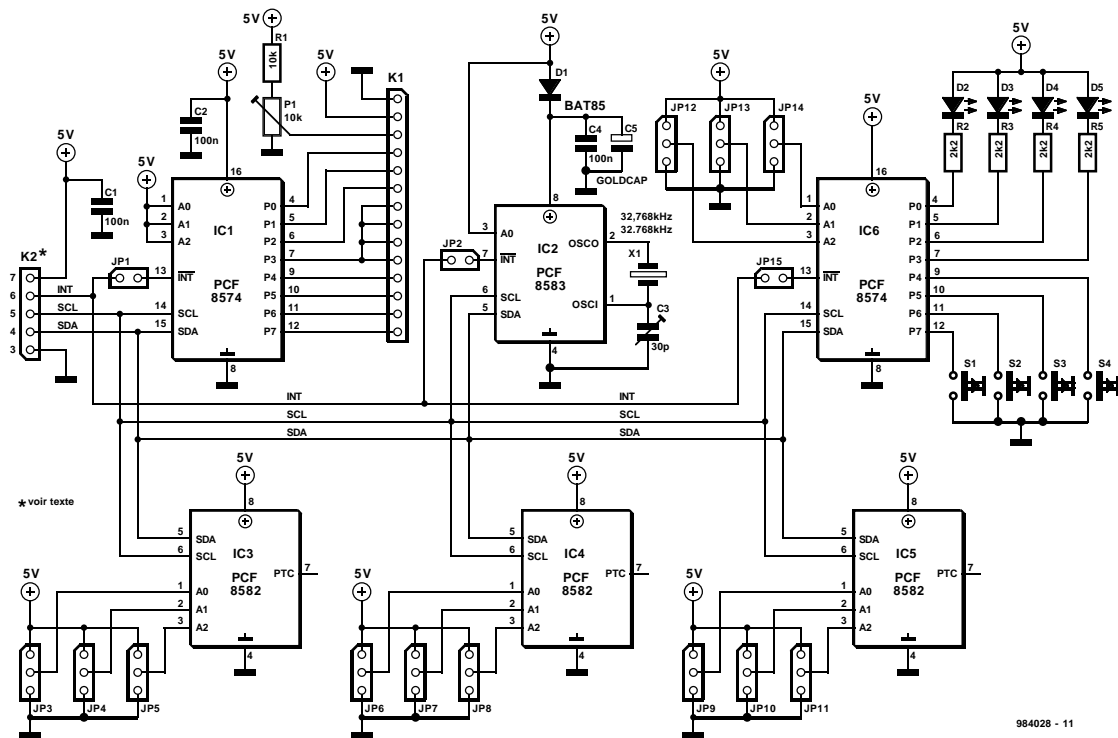 5V
R1
10k
P1
10k
5V
C2
100n
5V
K1
5V
C1
100n
5V
16
1 A0
2 A1
3 A2
IC1
PCF
8574
13 INT
14 SCL
15 SDA
P0 4
P1 5
P2 6
P3 7
P4 9
P5 10
P6 11
P7 12
8
K2*
7
6 INT
5 SCL
4 SDA
3
JP1
5V
D1
BAT85
C4
100n
C5
GOLDCAP
8
3 A0
IC2
PCF
8583
JP2
7 INT
6 SCL
5 SDA
OSCO 2
OSCI 1
4
32,768kHz
32.768kHz
X1
C3
30p
5V
JP12
JP13
JP14
5V
16
1 A0
2 A1
3 A2
IC6
PCF
8574
JP15
13 INT
14 SCL
15 SDA
P0 4
P1 5
P2 6
P3 7
P4 9
P5 10
P6 11
P7 12
8
5V
D2
D3
D4
D5
R2
R3
R4
R5
2k2
2k2
2k2
2k2
S1
S2
S3
S4
INT
SCL
SDA
INT
SCL
SDA
* voir texte
5V
8
5 SDA
6 SCL
IC3
PCF
8582
PTC 7
1 A0
2 A1
3 A2
4
5V
JP3
JP4
JP5
5V
8
5 SDA
6 SCL
IC4
PCF
8582
PTC 7
1 A0
2 A1
3 A2
4
5V
JP6
JP7
JP8
5V
8
5 SDA
6 SCL
IC5
PCF
8582
PTC 7
1 A0
2 A1
3 A2
4
5V
JP9
JP10
JP11
984028 - 11